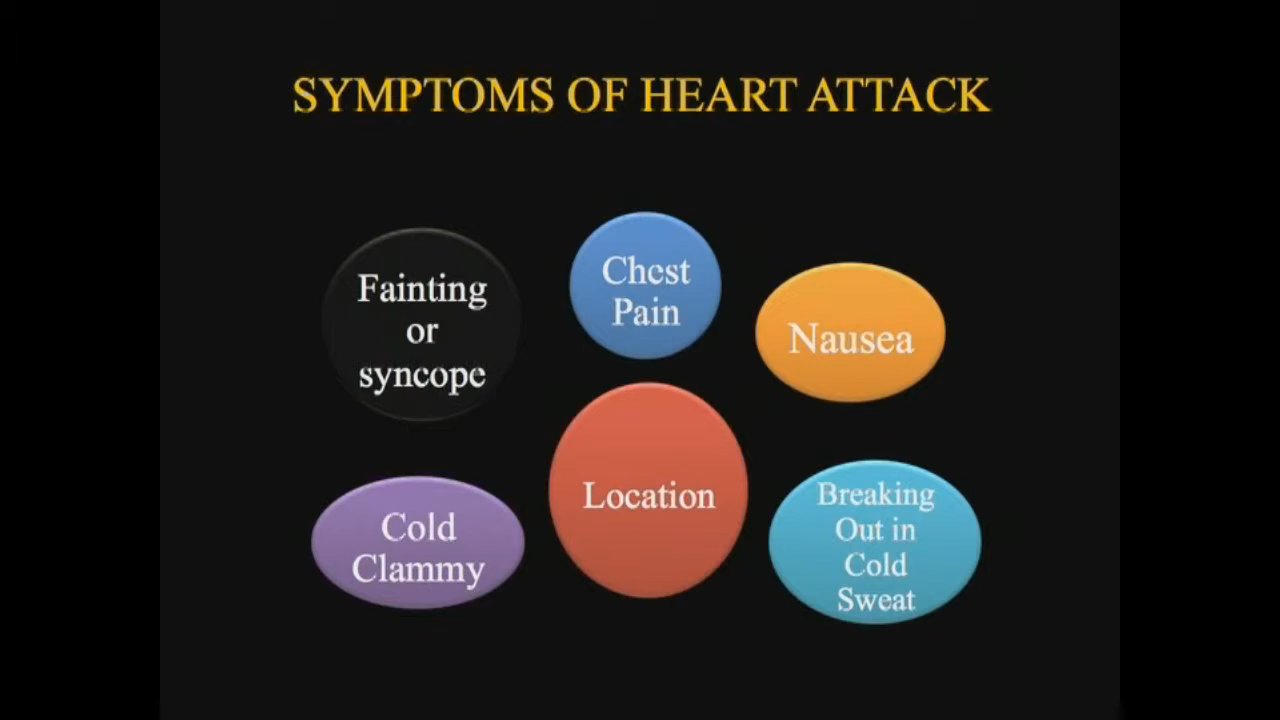 SYMPTOMS OF HEART ATTACK
Fainting
or
syncope
Chest
Pain
Nausea
Cold
Clammy
Location
Breaking
Out in
Cold
Sweat